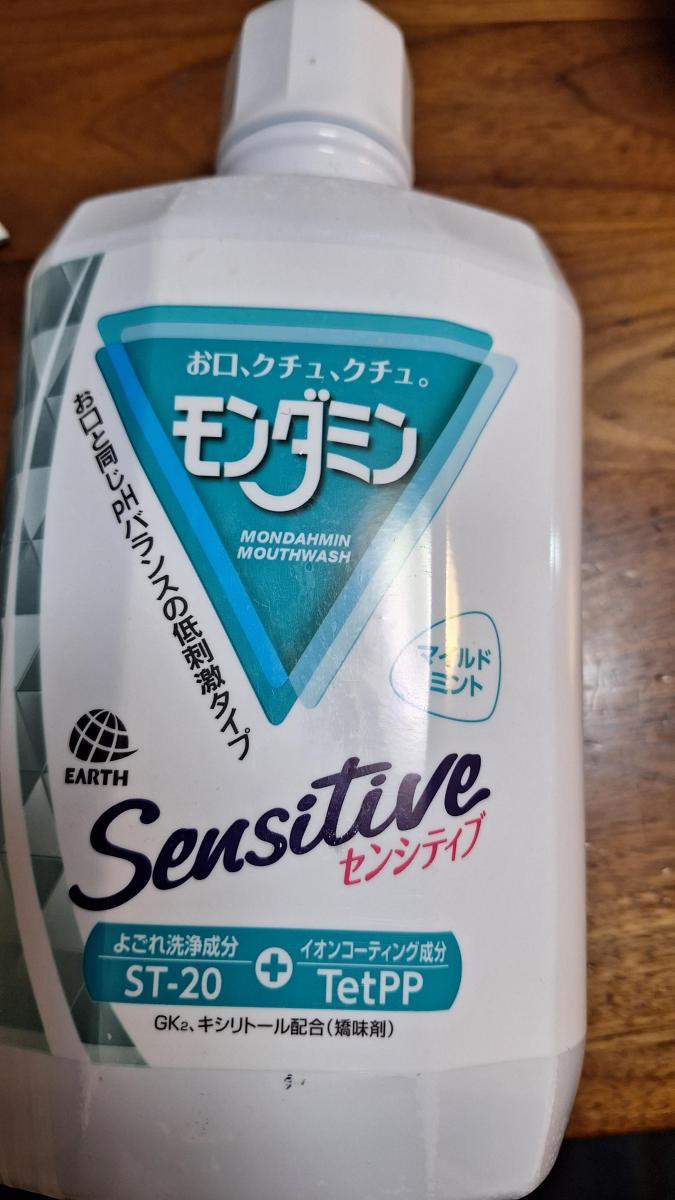 お口、クチュ、クチュ。
モンダミン
MONDAHMIN
MOUTHWASH
お口と同じpHバランスの低刺激タイプ
マイルド
ミント
EARTH
Sensitive
センシティブ
よごれ洗浄成分
ST-20
+
イオンコーティング成分
TetPP
GK₂、キシリトール配合(矯味剤)